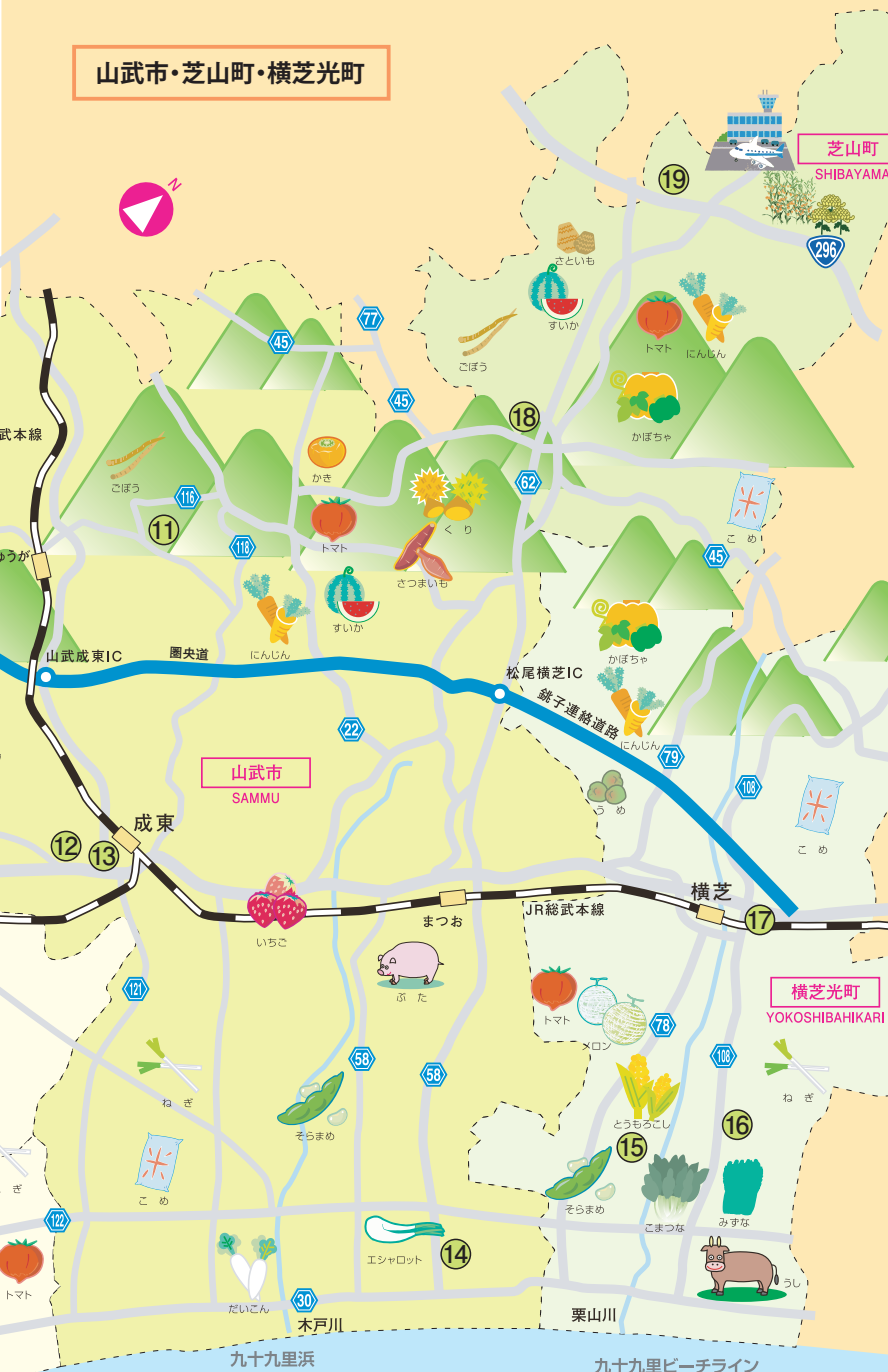 山武市・芝山町・横芝光町
N
芝山町
SHIBAYAMA
19
296
さといも
すいか
トマト
にんじん
ごぼう
かぼちゃ
77
45
45
18
武本線
かき
くり
62
こめ
ごぼう
116
11
118
トマト
さつまいも
45
ゅうが
にんじん
すいか
かぼちゃ
山武成東IC
圏央道
松尾横芝IC
銚子連絡道路
にんじん
22
79
山武市
SAMMU
108
うめ
こめ
12
13
成東
横芝
まつお
JR総武本線
17
いちご
ぶた
横芝光町
YOKOSHIBAHIKARI
121
トマト
メロン
78
58
58
108
ねぎ
ねぎ
そらまめ
とうもろこし
16
15
ぎ
こめ
そらまめ
こまつな
みずな
122
エシャロット
14
トマト
だいこん
30
うし
木戸川
栗山川
九十九里浜
九十九里ビーチライン